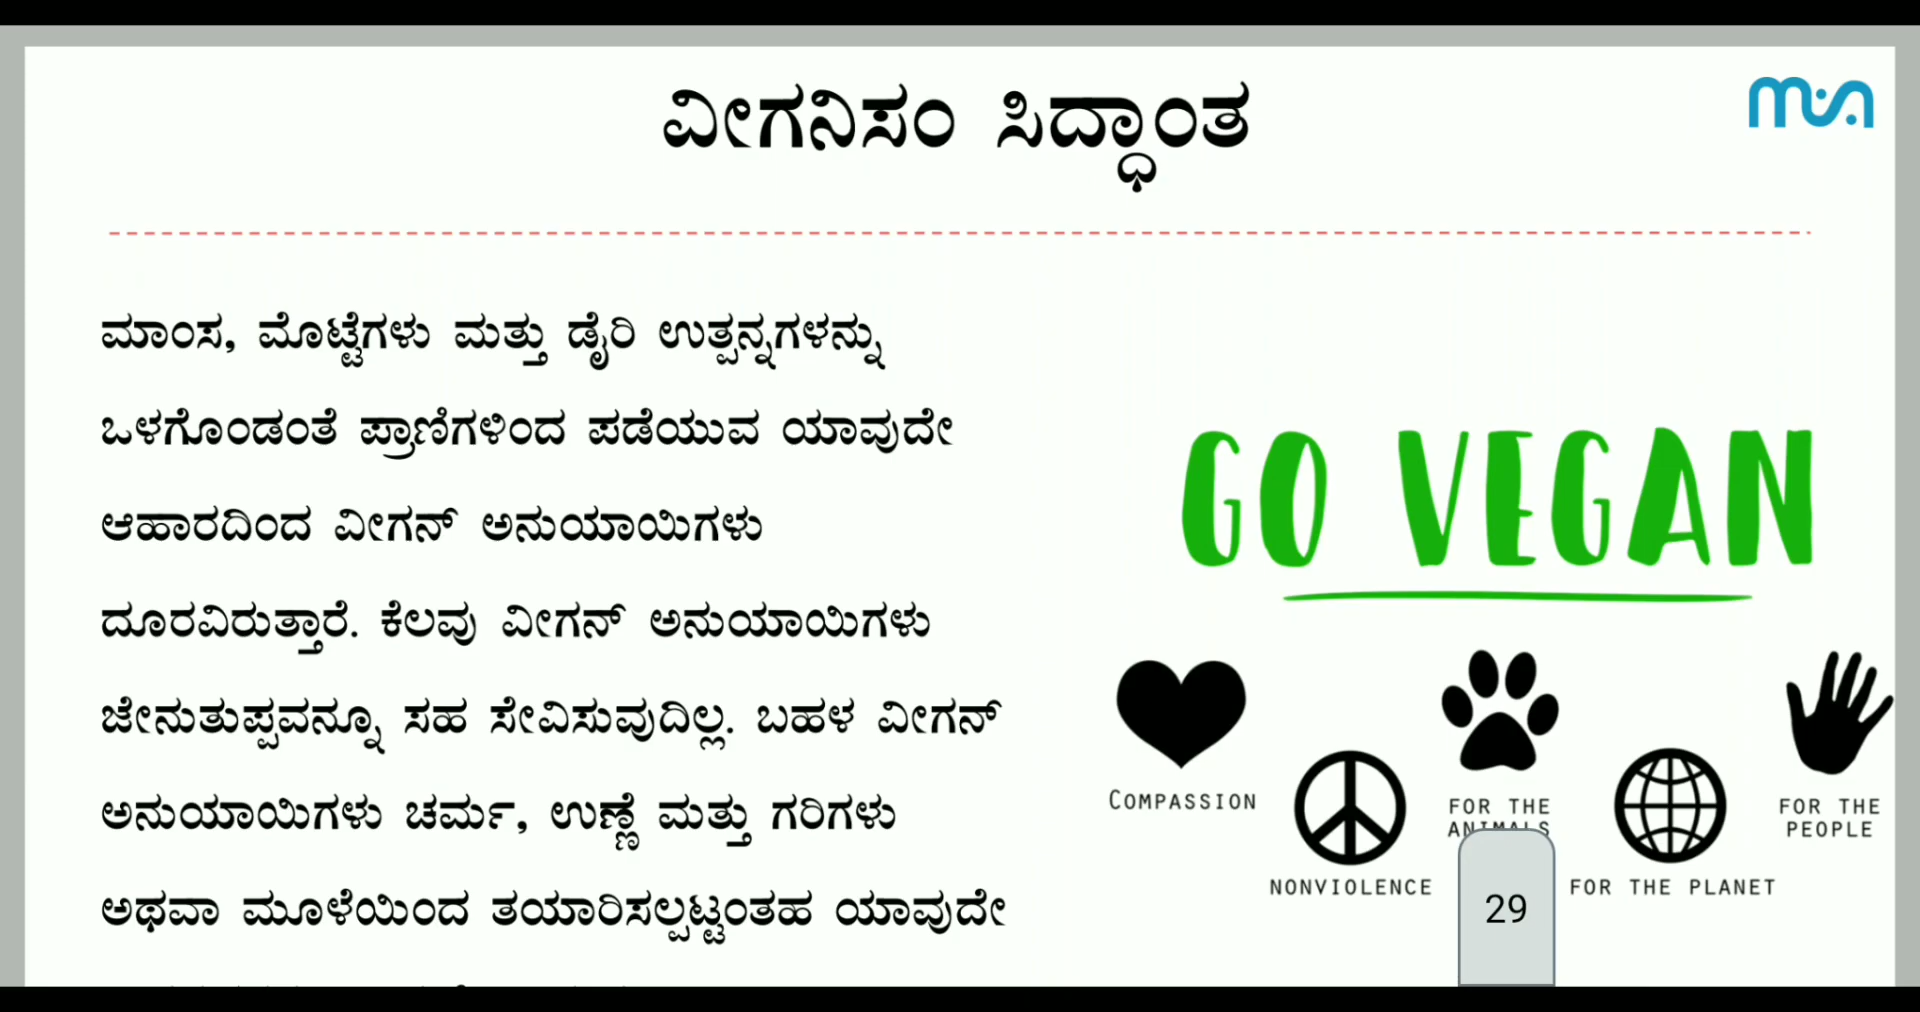 ವೀಗನಿಸಂ ಸಿದ್ಧಾಂತ
ಮಾಂಸ, ಮೊಟ್ಟೆಗಳು ಮತ್ತು ಡೈರಿ ಉತ್ಪನ್ನಗಳನ್ನು
ಒಳಗೊಂಡಂತೆ ಪ್ರಾಣಿಗಳಿಂದ ಪಡೆಯುವ ಯಾವುದೇ
ಆಹಾರದಿಂದ ವೀಗನ್ ಅನುಯಾಯಿಗಳು
ದೂರವಿರುತ್ತಾರೆ. ಕೆಲವು ವೀಗನ್ ಅನುಯಾಯಿಗಳು
ಜೇನುತುಪ್ಪವನ್ನೂ ಸಹ ಸೇವಿಸುವುದಿಲ್ಲ. ಬಹಳ ವೀಗನ್
ಅನುಯಾಯಿಗಳು ಚರ್ಮ, ಉಣ್ಣೆ ಮತ್ತು ಗರಿಗಳು
ಅಥವಾ ಮೂಳೆಯಿಂದ ತಯಾರಿಸಲ್ಪಟ್ಟಂತಹ ಯಾವುದೇ
GO VEGAN
COMPASSION
NONVIOLENCE
FOR THE
ANIMALS
FOR THE PLANET
FOR THE
PEOPLE
29